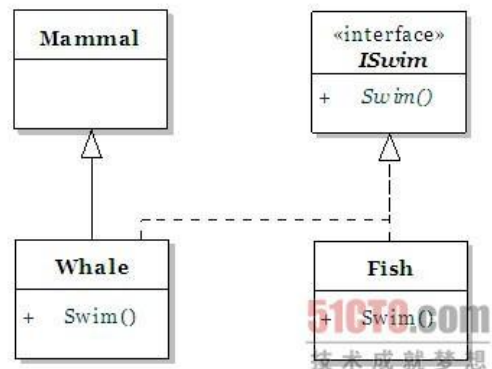 Mammal
«interface»
ISwim
+ Swim()
Whale
+ Swim()
Fish
+ Swim()
51CTO.com
技术成就梦想